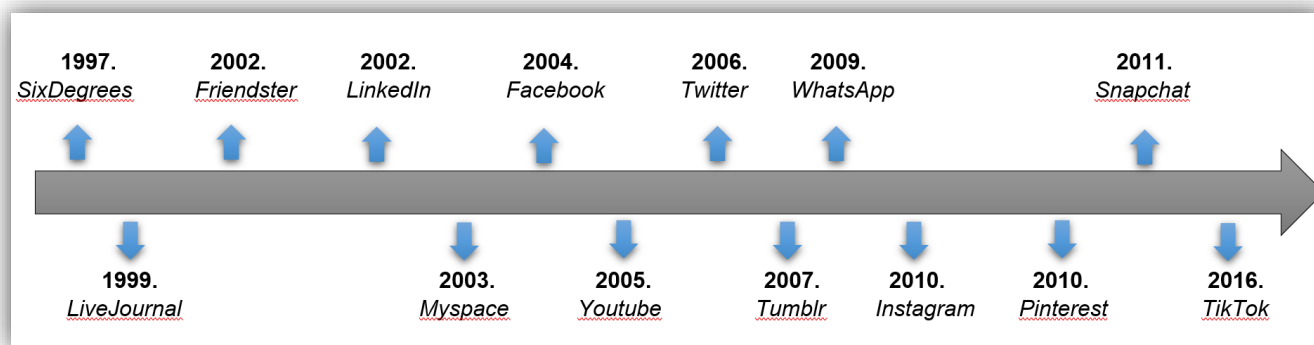 1997.
SixDegrees
2002.
Friendster
2002.
LinkedIn
2004.
Facebook
2006.
Twitter
2009.
WhatsApp
2011.
Snapchat
1999.
LiveJournal
2003.
Myspace
2005.
Youtube
2007.
Tumblr
2010.
Instagram
2010.
Pinterest
2016.
TikTok